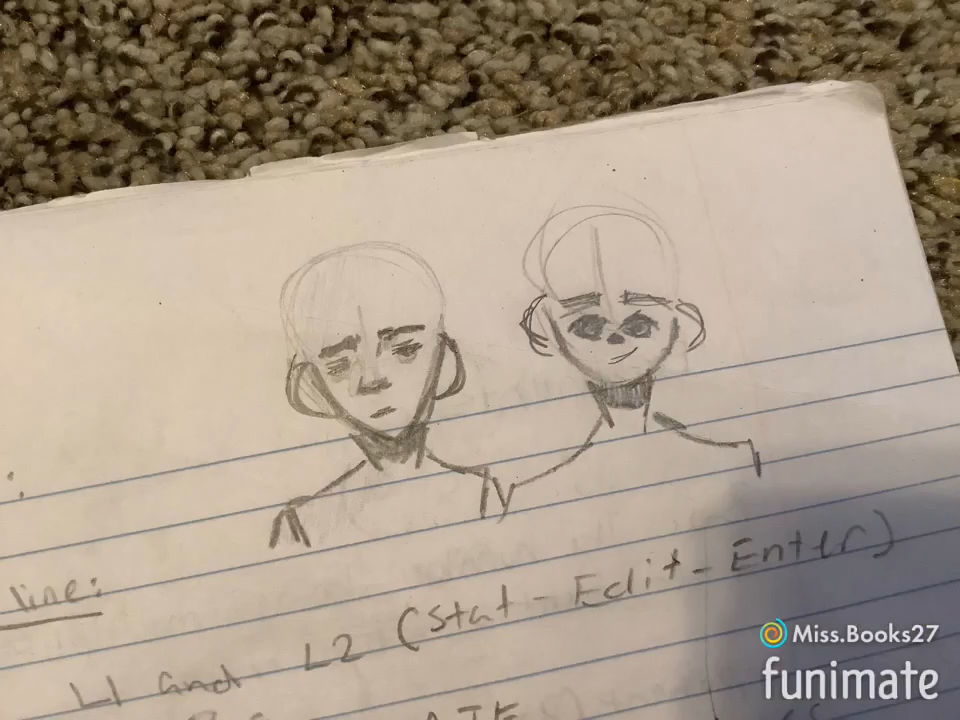 line:
L1 and L2 (Stat - Edit - Enter)
Miss.Books27
funimate